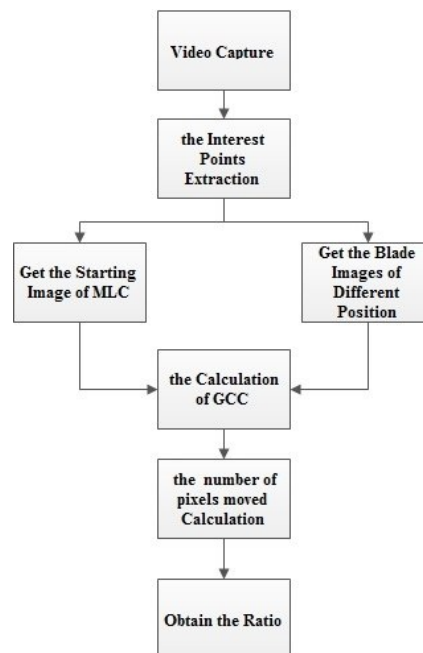 Video Capture
the Interest
Points
Extraction
Get the Starting
Image of MLC
Get the Blade
Images of
Different
Position
the Calculation
of GCC
the number of
pixels moved
Calculation
Obtain the Ratio